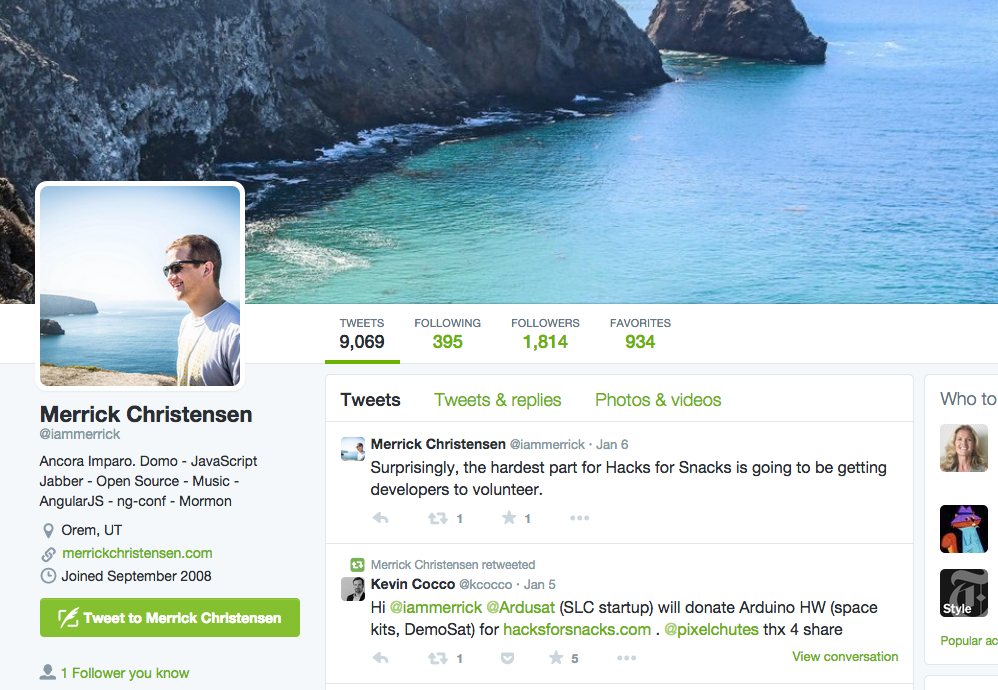 TWEETS
9,069
FOLLOWING
395
FOLLOWERS
1,814
FAVORITES
934
Merrick Christensen
@iammerrick
Ancora Imparo. Domo - JavaScript
Jabber - Open Source - Music -
AngularJS - ng-conf - Mormon
Orem, UT
merrickchristensen.com
Joined September 2008
Tweet to Merrick Christensen
1 Follower you know
Tweets Tweets & replies Photos & videos
Merrick Christensen @iammerrick · Jan 6
Surprisingly, the hardest part for Hacks for Snacks is going to be getting
developers to volunteer.
1 1
Merrick Christensen retweeted
Kevin Cocco @kcocco · Jan 5
Hi @iammerrick @Ardusat (SLC startup) will donate Arduino HW (space
kits, DemoSat) for hacksforsnacks.com . @pixelchutes thx 4 share
1 5 View conversation
Who to
Style
Popular ac